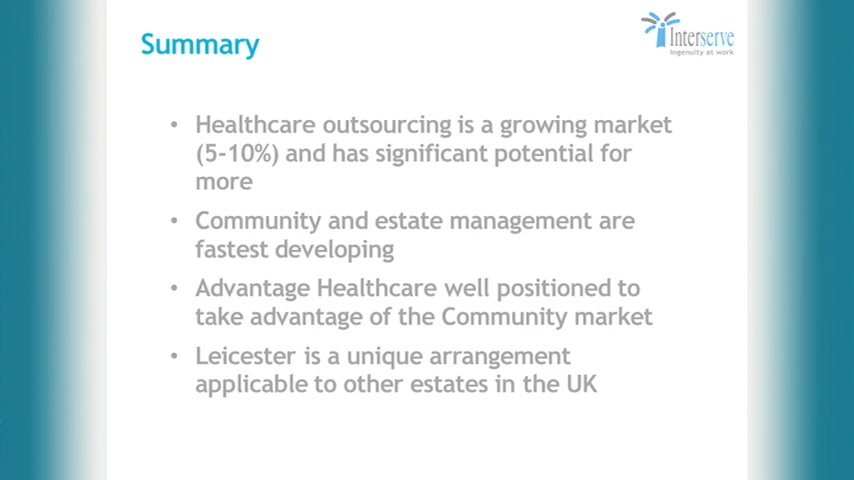 Summary
Interserve
Ingenuity at work
• Healthcare outsourcing is a growing market
(5-10%) and has significant potential for
more
• Community and estate management are
fastest developing
• Advantage Healthcare well positioned to
take advantage of the Community market
• Leicester is a unique arrangement
applicable to other estates in the UK